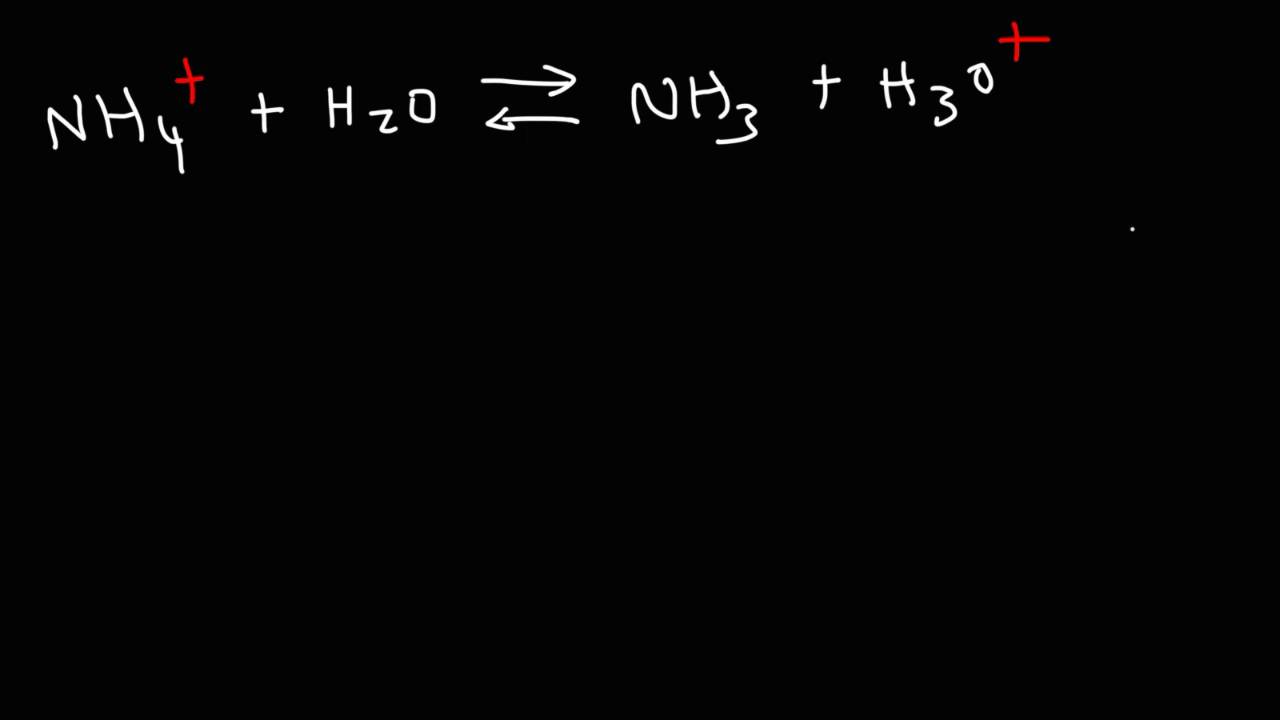 NH₄⁺ + H₂O ⇌ NH₃ + H₃O⁺